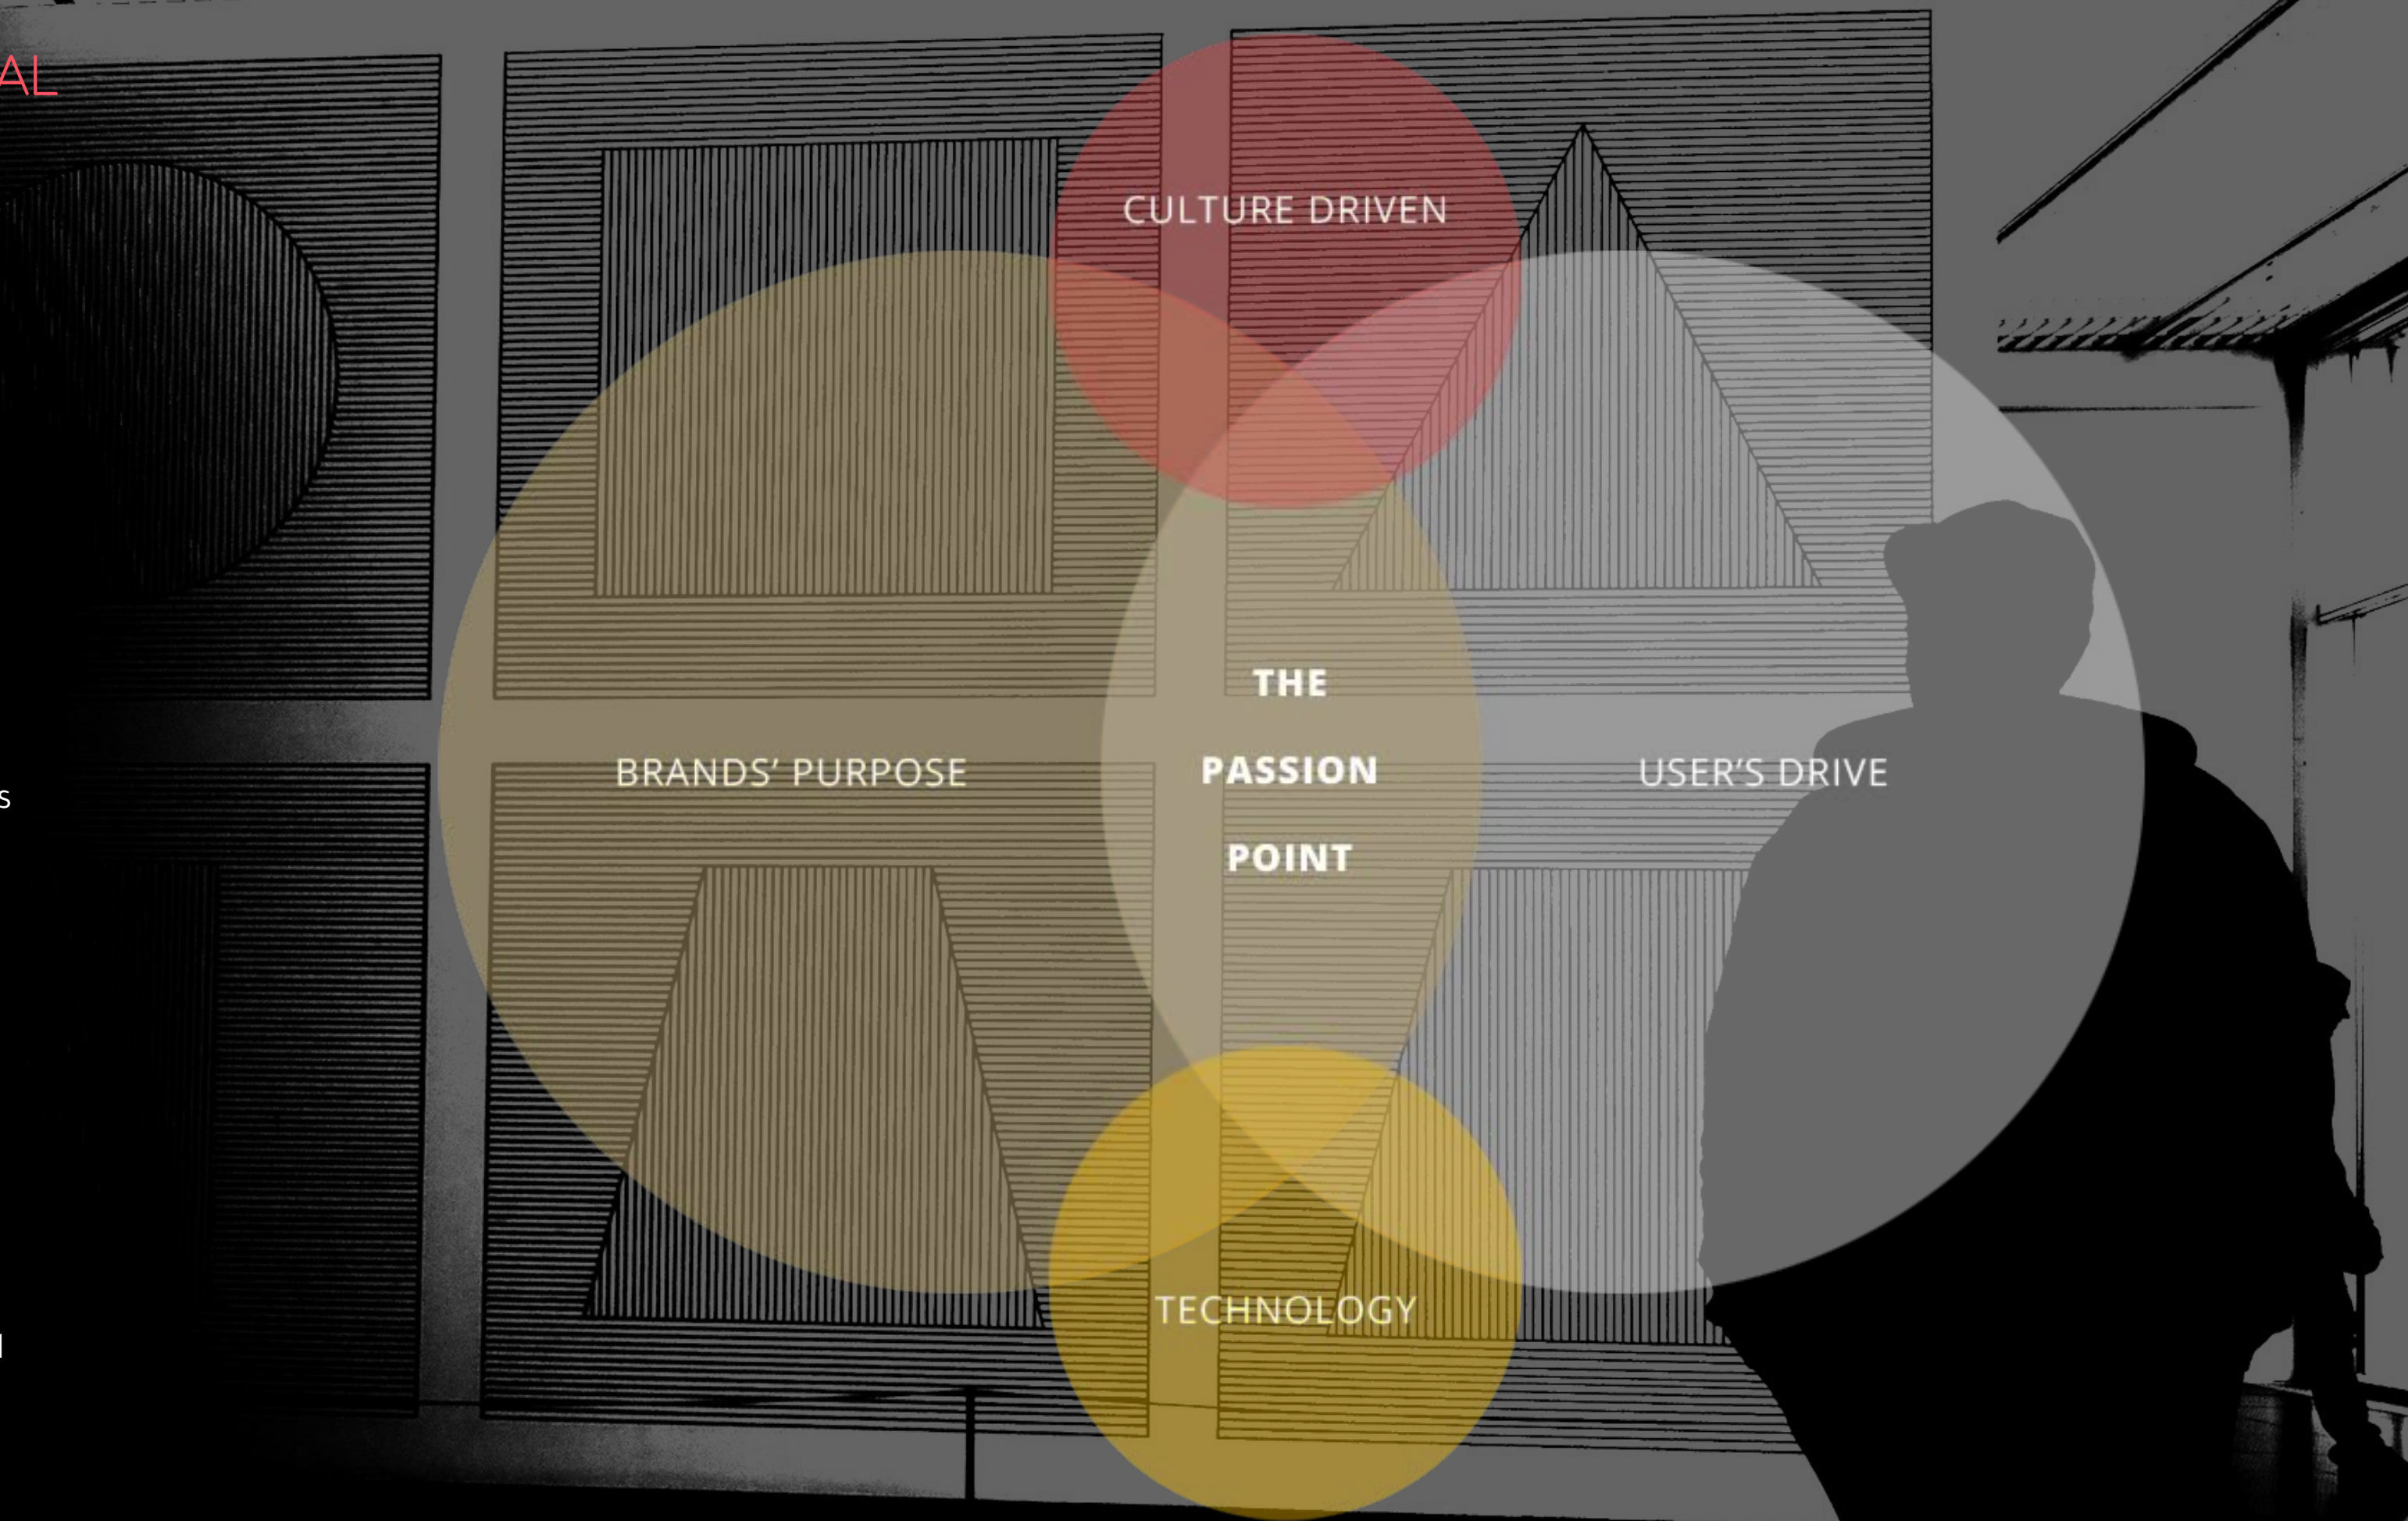 AL
CULTURE DRIVEN
THE
PASSION
POINT
BRANDS’ PURPOSE
USER’S DRIVE
s
TECHNOLOGY